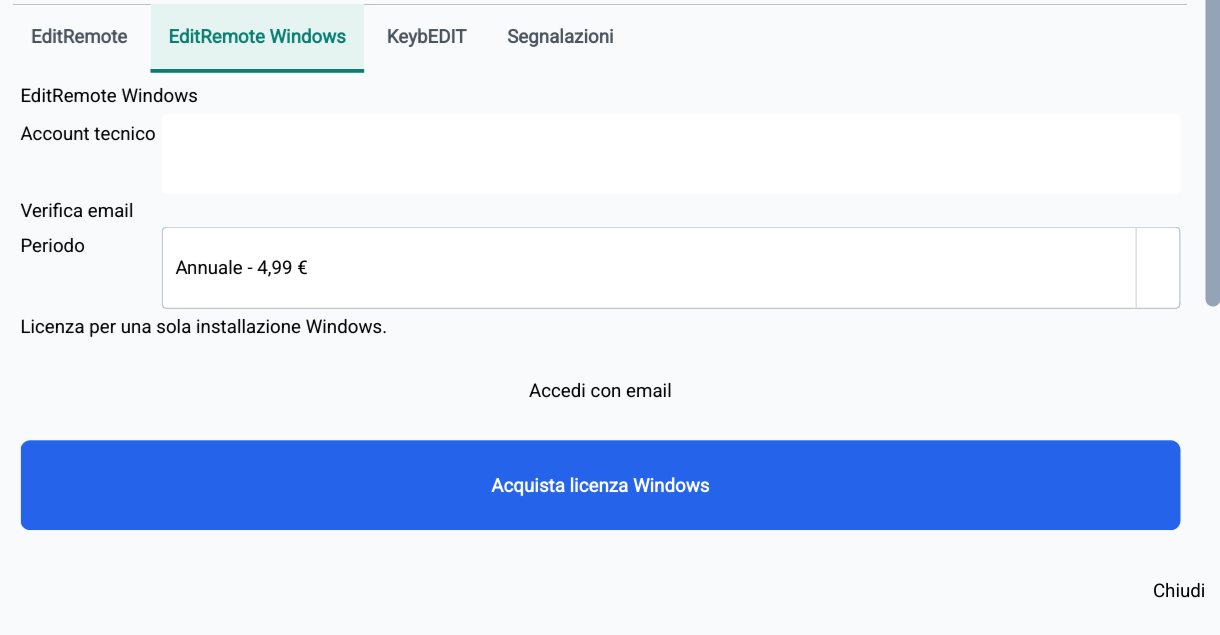 EditRemote EditRemote Windows KeybEDIT Segnalazioni
EditRemote Windows
Account tecnico
Verifica email
Periodo
Annuale - 4,99 €
Licenza per una sola installazione Windows.
Accedi con email
Acquista licenza Windows
Chiudi